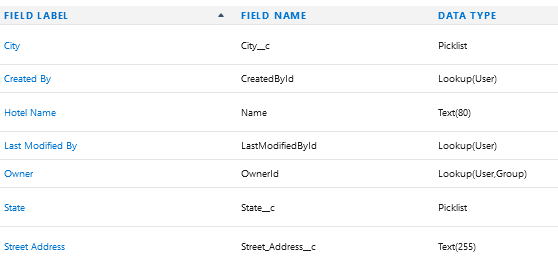 FIELD LABEL FIELD NAME DATA TYPE
City City__c Picklist
Created By CreatedById Lookup(User)
Hotel Name Name Text(80)
Last Modified By LastModifiedById Lookup(User)
Owner OwnerId Lookup(User,Group)
State State__c Picklist
Street Address Street_Address__c Text(255)